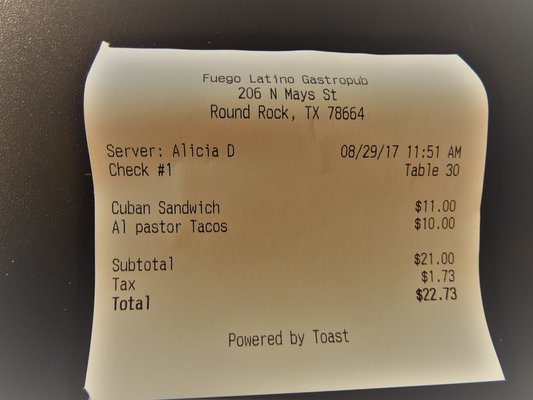 Fuego Latino Gastropub
206 N Mays St
Round Rock, TX 78664
Server: Alicia D 08/29/17 11:51 AM
Check #1 Table 30
Cuban Sandwich $11.00
Al pastor Tacos $10.00
Subtotal $21.00
Tax $1.73
Total $22.73
Powered by Toast